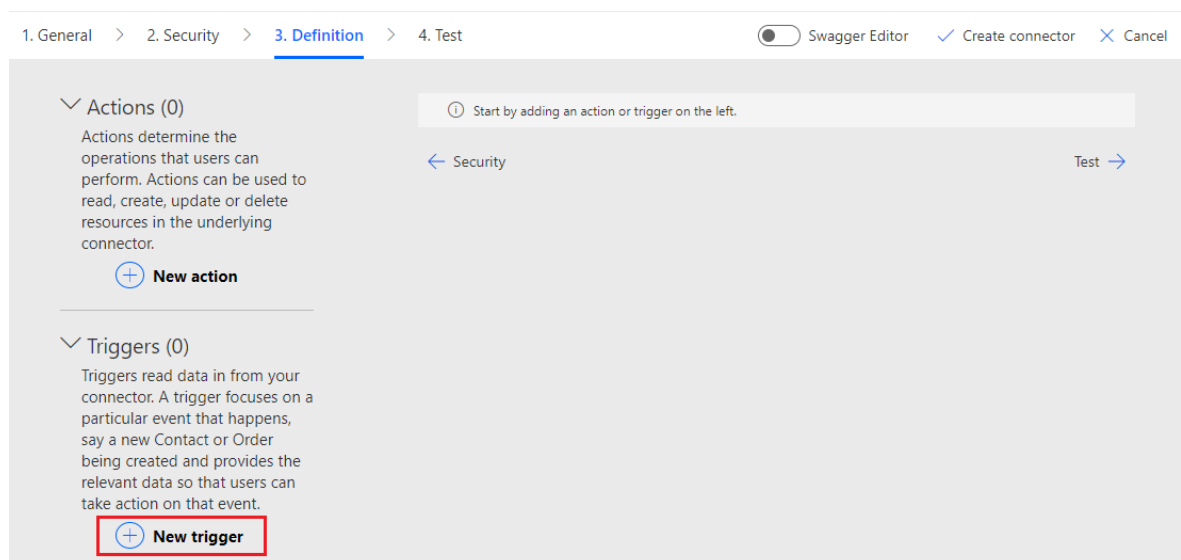 1. General > 2. Security > 3. Definition > 4. Test Swagger Editor Create connector Cancel
Actions (0)
Actions determine the
operations that users can
perform. Actions can be used to
read, create, update or delete
resources in the underlying
connector.
New action
Triggers (0)
Triggers read data in from your
connector. A trigger focuses on a
particular event that happens,
say a new Contact or Order
being created and provides the
relevant data so that users can
take action on that event.
New trigger
Start by adding an action or trigger on the left.
Security Test